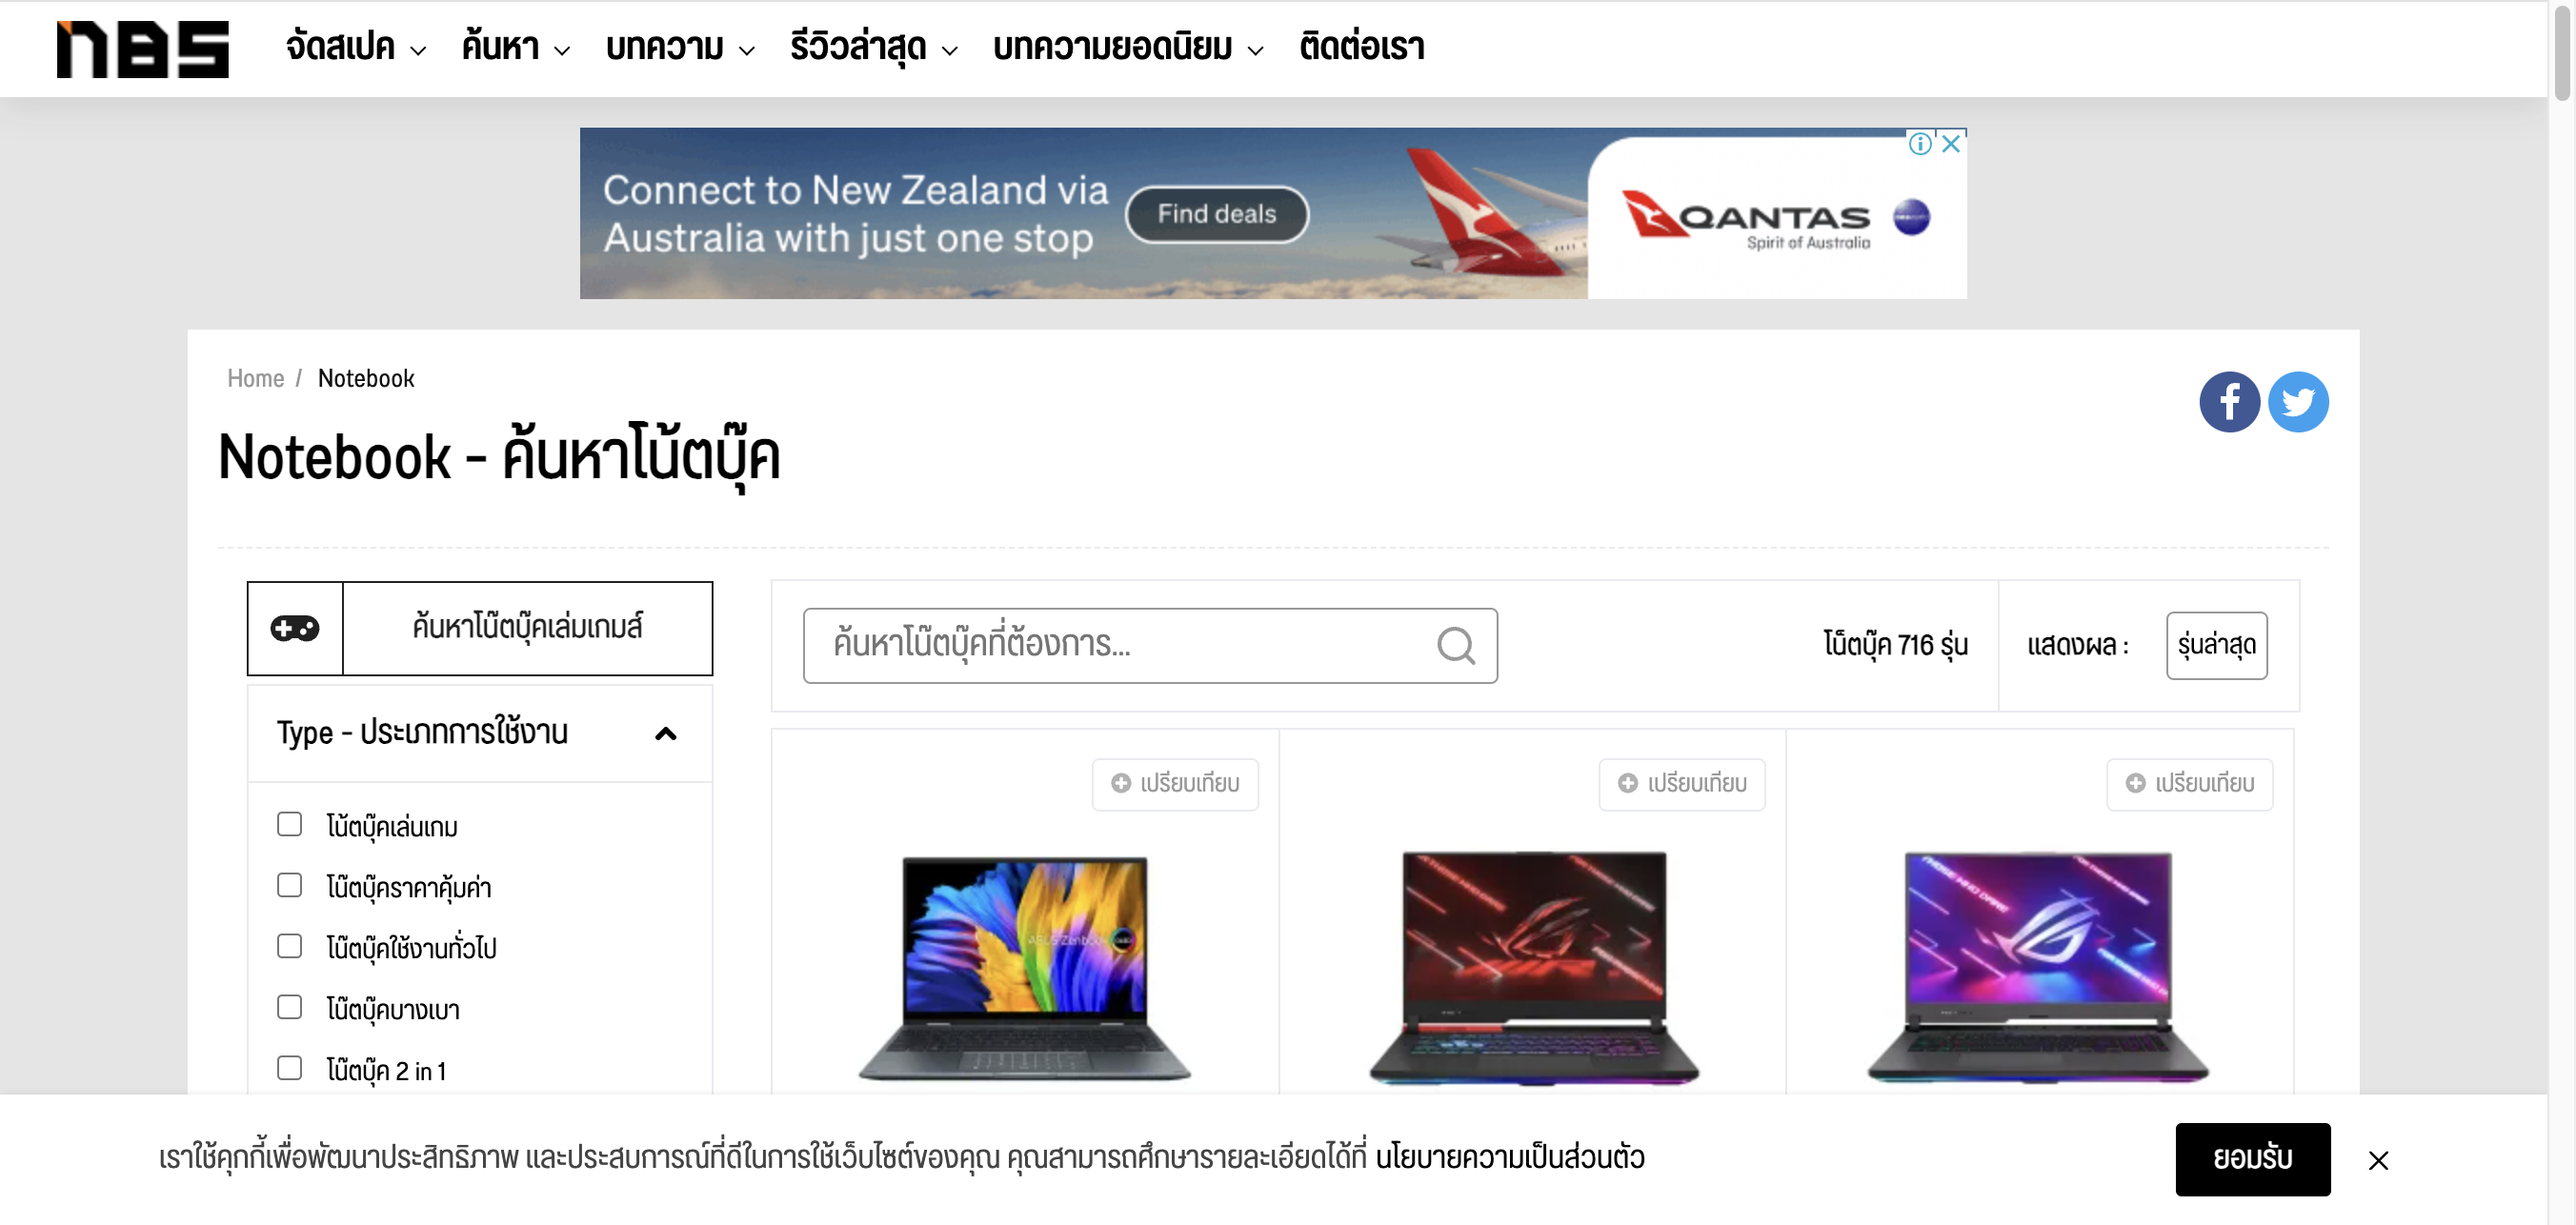 nbs
จัดสเปค
ค้นหา
บทความ
รีวิวล่าสุด
บทความยอดนิยม
ติดต่อเรา
Connect to New Zealand via
Australia with just one stop
Find deals
QANTAS
Spirit of Australia
Home / Notebook
Notebook - ค้นหาโน้ตบุ๊ค
ค้นหาโน๊ตบุ๊คเล่มเกมส์
ค้นหาโน๊ตบุ๊คที่ต้องการ...
โน็ตบุ๊ค 716 รุ่น
แสดงผล :
รุ่นล่าสุด
Type - ประเภทการใช้งาน
โน้ตบุ๊คเล่นเกม
โน๊ตบุ๊คราคาคุ้มค่า
โน๊ตบุ๊คใช้งานทั่วไป
โน๊ตบุ๊คบางเบา
โน๊ตบุ๊ค 2 in 1
เปรียบเทียบ
เปรียบเทียบ
เปรียบเทียบ
ASUS Zenbook
เราใช้คุกกี้เพื่อพัฒนาประสิทธิภาพ และประสบการณ์ที่ดีในการใช้เว็บไซต์ของคุณ คุณสามารถศึกษารายละเอียดได้ที่ นโยบายความเป็นส่วนตัว
ยอมรับ